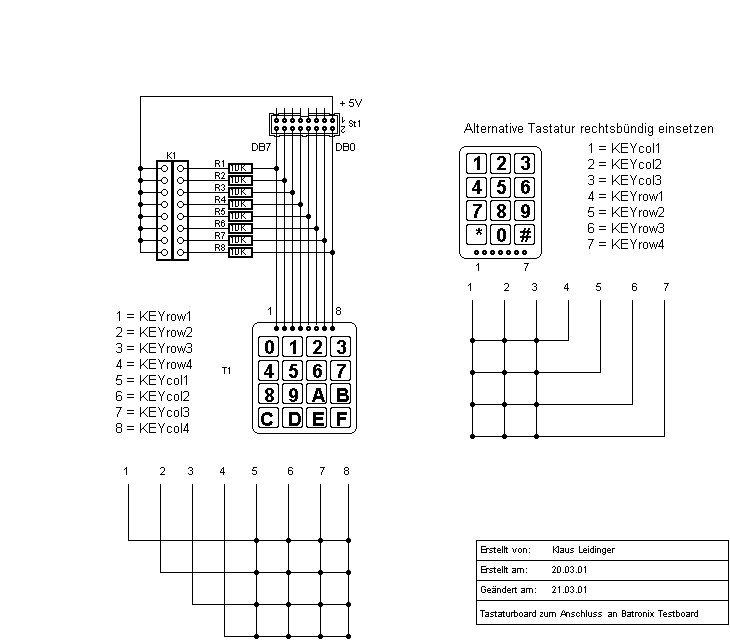 + 5V
1
2
St1
DB7
DB0
K1
R1 10K
R2 10K
R3 10K
R4 10K
R5 10K
R6 10K
R7 10K
R8 10K
1 8
T1
0 1 2 3
4 5 6 7
8 9 A B
C D E F
1 = KEYrow1
2 = KEYrow2
3 = KEYrow3
4 = KEYrow4
5 = KEYcol1
6 = KEYcol2
7 = KEYcol3
8 = KEYcol4
1 2 3 4 5 6 7 8
Alternative Tastatur rechtsbündig einsetzen
1 2 3
4 5 6
7 8 9
* 0 #
1 7
1 = KEYcol1
2 = KEYcol2
3 = KEYcol3
4 = KEYrow1
5 = KEYrow2
6 = KEYrow3
7 = KEYrow4
1 2 3 4 5 6 7
Erstellt von: Klaus Leidinger
Erstellt am: 20.03.01
Geändert am: 21.03.01
Tastaturboard zum Anschluss an Batronix Testboard